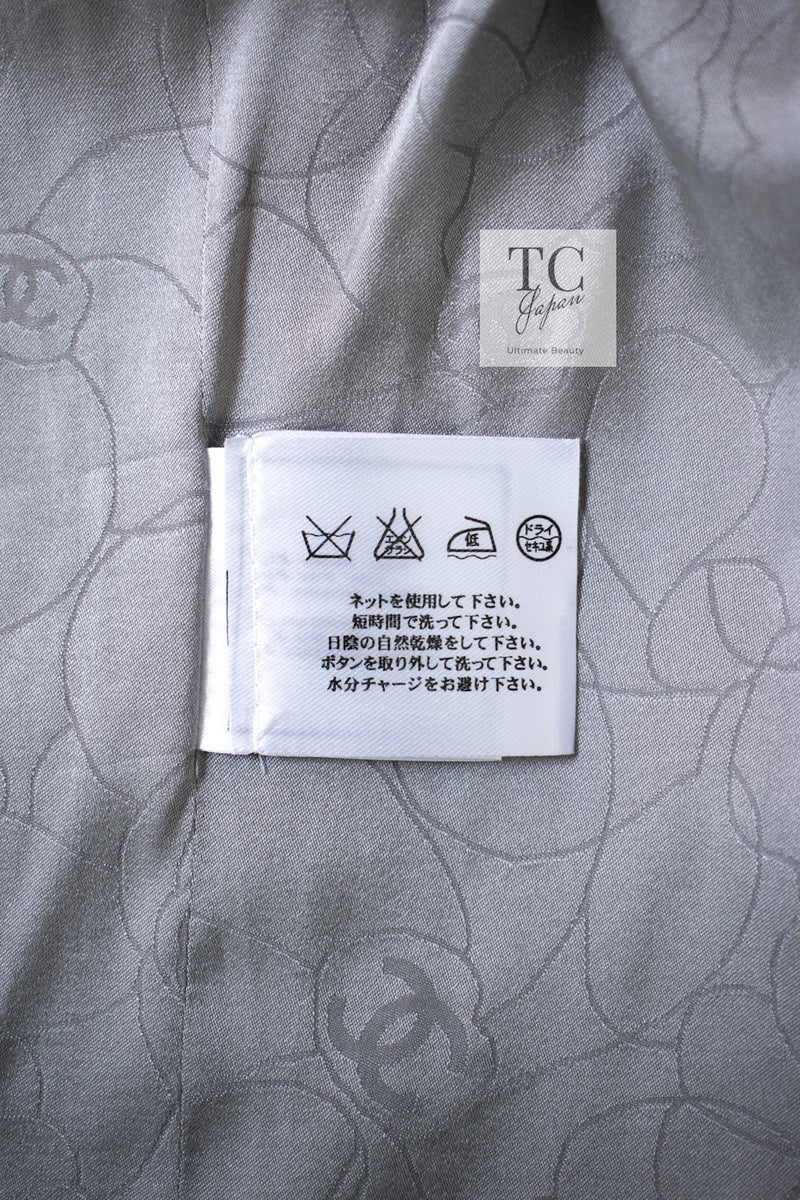 TC
Japan
Ultimate Beauty
エンソ
サラシ
低
ドライ
セキユ系
ネットを使用して下さい。
短時間で洗って下さい。
日陰の自然乾燥をして下さい。
ボタンを取り外して洗って下さい。
水分チャージをお避け下さい。